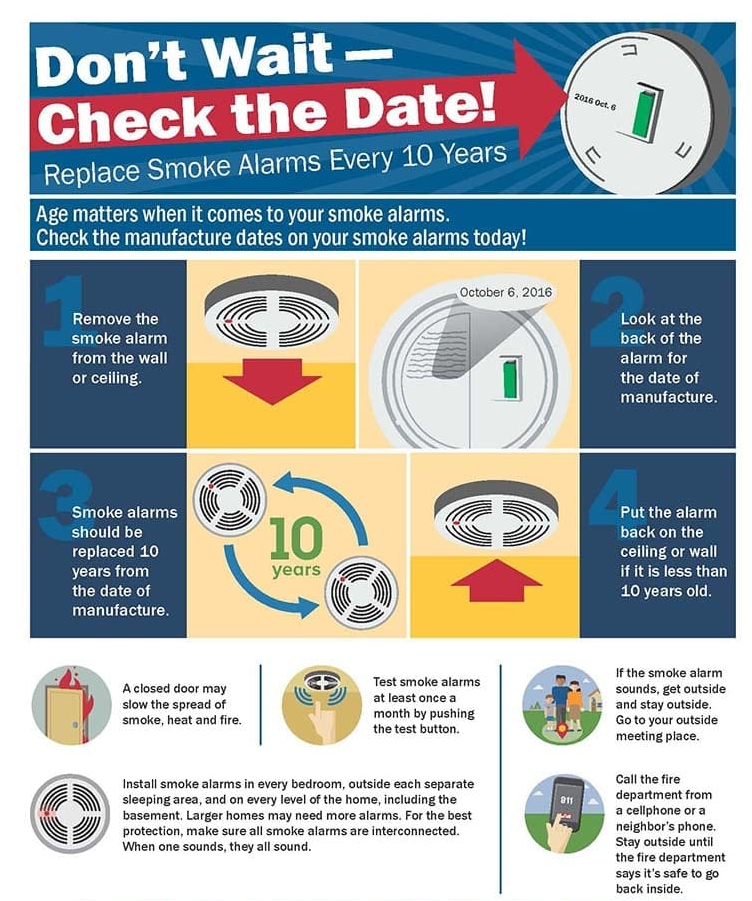 Don't Wait —
Check the Date!
Replace Smoke Alarms Every 10 Years
2016 Oct. 6
Age matters when it comes to your smoke alarms.
Check the manufacture dates on your smoke alarms today!
1
Remove the
smoke alarm
from the wall
or ceiling.
October 6, 2016
2
Look at the
back of the
alarm for
the date of
manufacture.
3
Smoke alarms
should be
replaced 10
years from
the date of
manufacture.
10
years
4
Put the alarm
back on the
ceiling or wall
if it is less than
10 years old.
A closed door may
slow the spread of
smoke, heat and fire.
Test smoke alarms
at least once a
month by pushing
the test button.
If the smoke alarm
sounds, get outside
and stay outside.
Go to your outside
meeting place.
Install smoke alarms in every bedroom, outside each separate
sleeping area, and on every level of the home, including the
basement. Larger homes may need more alarms. For the best
protection, make sure all smoke alarms are interconnected.
When one sounds, they all sound.
Call the fire
department from
a cellphone or a
neighbor's phone.
Stay outside until
the fire department
says it's safe to go
back inside.